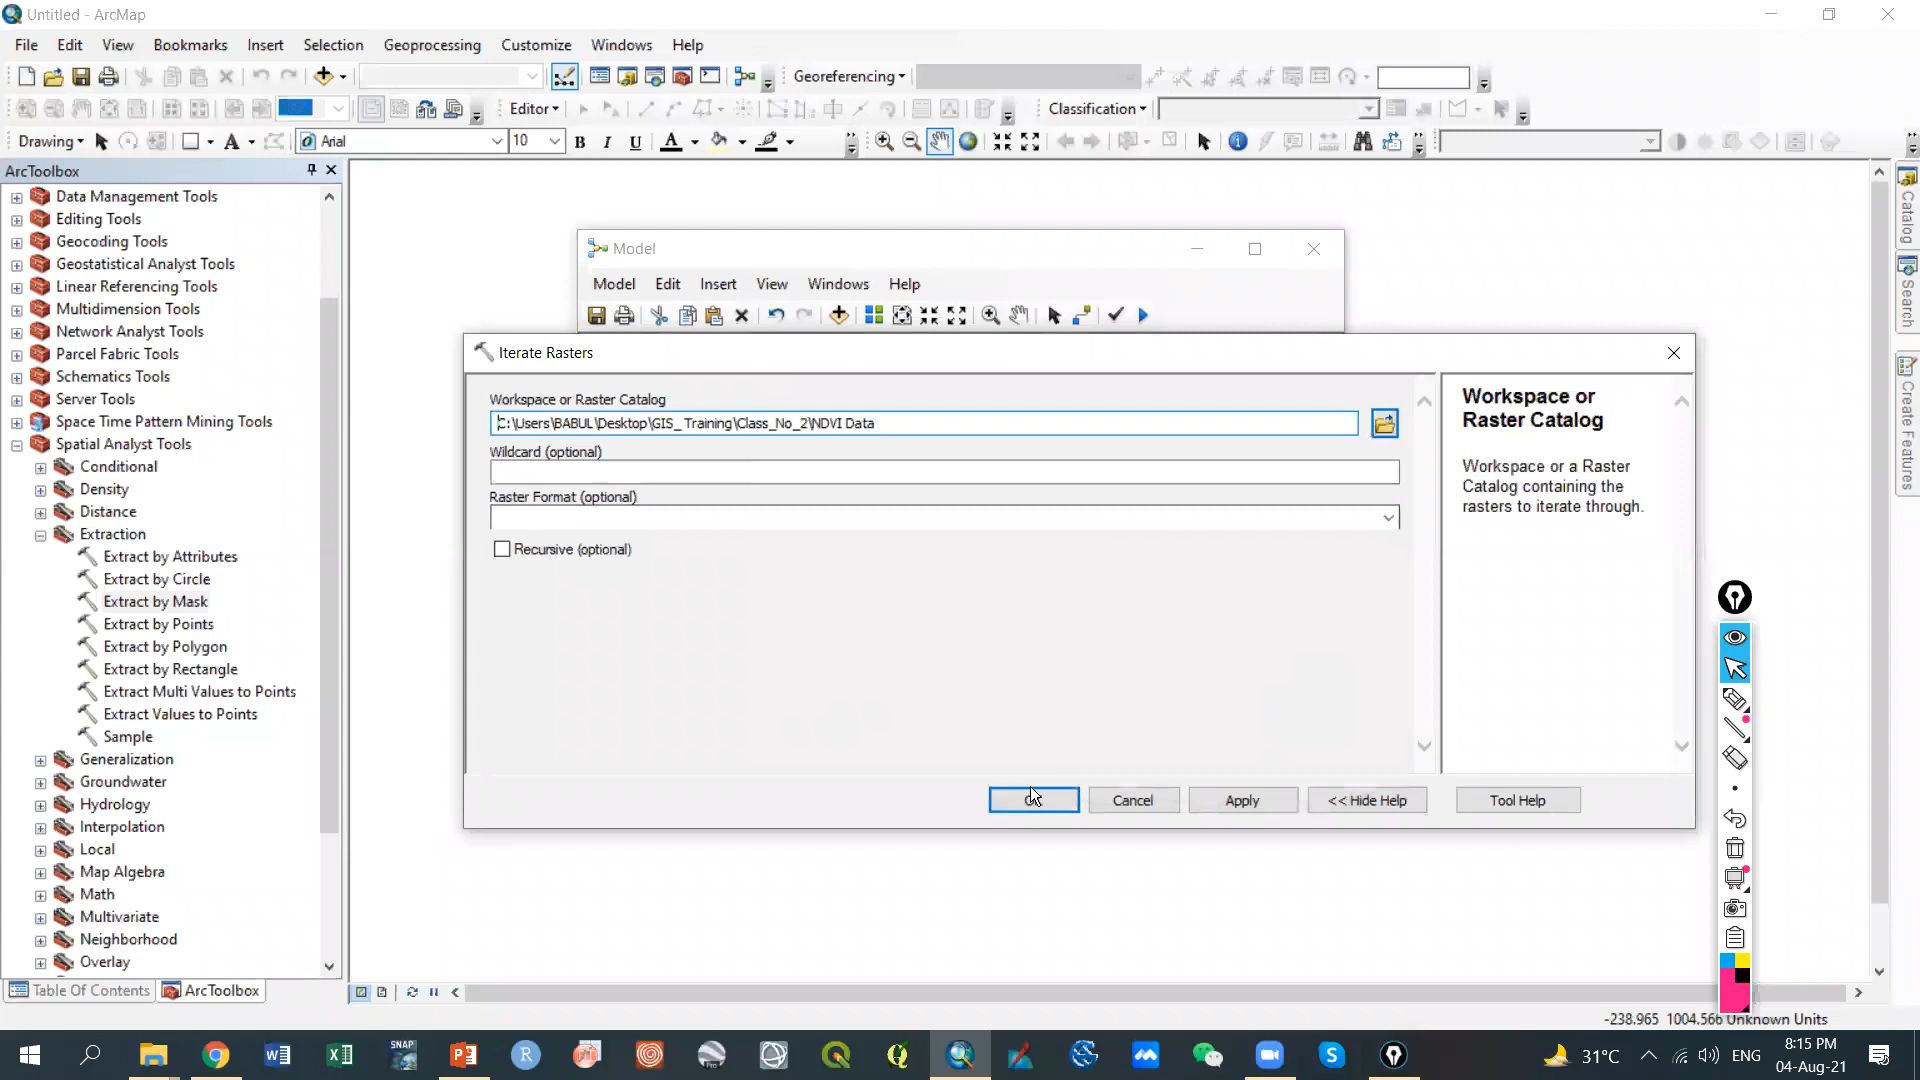 Untitled - ArcMap
File Edit View Bookmarks Insert Selection Geoprocessing Customize Windows Help
Georeferencing
Editor Classification
Drawing Arial 10 B I U A
ArcToolbox
Data Management Tools
Editing Tools
Geocoding Tools
Geostatistical Analyst Tools
Linear Referencing Tools
Multidimension Tools
Network Analyst Tools
Parcel Fabric Tools
Schematics Tools
Server Tools
Space Time Pattern Mining Tools
Spatial Analyst Tools
Conditional
Density
Distance
Extraction
Extract by Attributes
Extract by Circle
Extract by Mask
Extract by Points
Extract by Polygon
Extract by Rectangle
Extract Multi Values to Points
Extract Values to Points
Sample
Generalization
Groundwater
Hydrology
Interpolation
Local
Map Algebra
Math
Multivariate
Neighborhood
Overlay
Table Of Contents ArcToolbox
Model
Model Edit Insert View Windows Help
Iterate Rasters
Workspace or Raster Catalog
C:\Users\BABUL\Desktop\GIS_ Training\Class_No_2\NDVI Data
Wildcard (optional)
Raster Format (optional)
Recursive (optional)
Cancel Apply << Hide Help Tool Help
Workspace or
Raster Catalog
Workspace or a Raster
Catalog containing the
rasters to iterate through.
Catalog
Search
Create Features
-238.965 1004.566 Unknown Units
SNAP
Pro
31°C ENG 8:15 PM
04-Aug-21